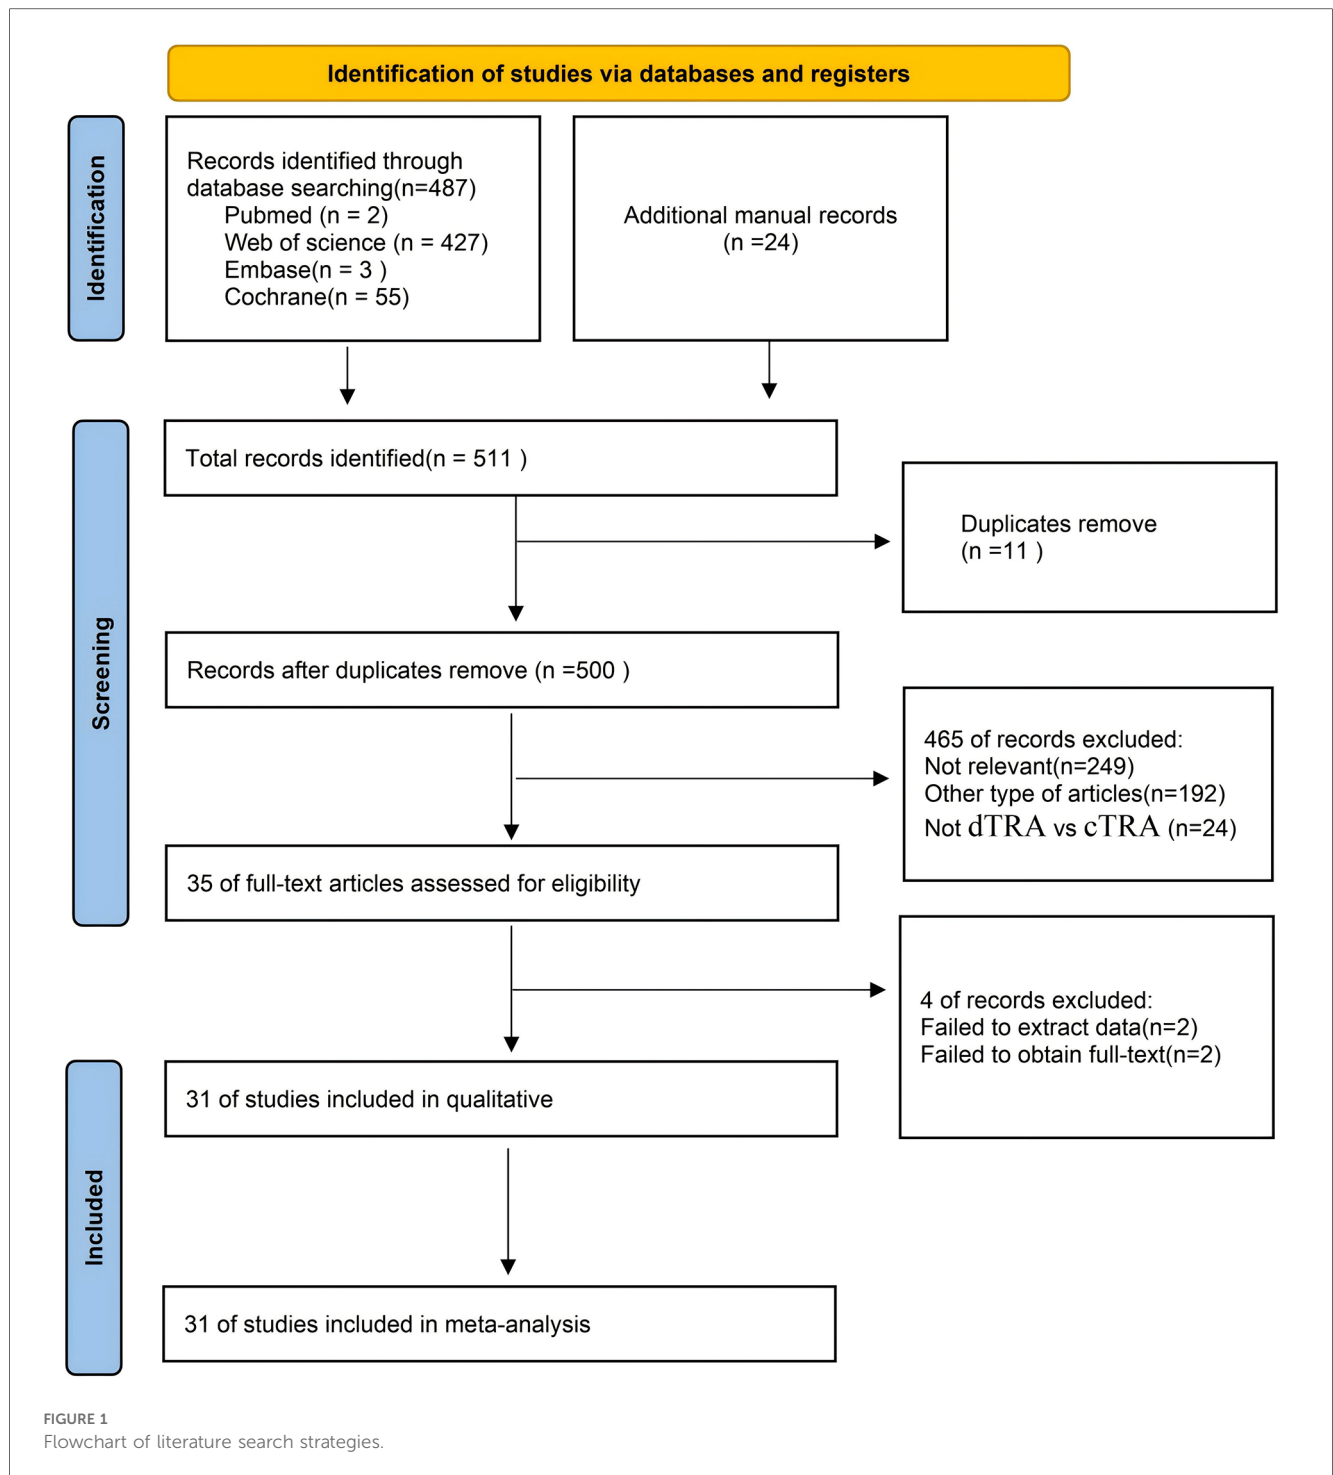 Identification of studies via databases and registers
Identification
Records identified through
database searching(n=487)
Pubmed (n = 2)
Web of science (n = 427)
Embase(n = 3 )
Cochrane(n = 55)
Additional manual records
(n =24)
Screening
Total records identified(n = 511 )
Duplicates remove
(n =11 )
Records after duplicates remove (n =500 )
465 of records excluded:
Not relevant(n=249)
Other type of articles(n=192)
Not dTRA vs cTRA (n=24)
35 of full-text articles assessed for eligibility
4 of records excluded:
Failed to extract data(n=2)
Failed to obtain full-text(n=2)
Included
31 of studies included in qualitative
31 of studies included in meta-analysis
FIGURE 1
Flowchart of literature search strategies.